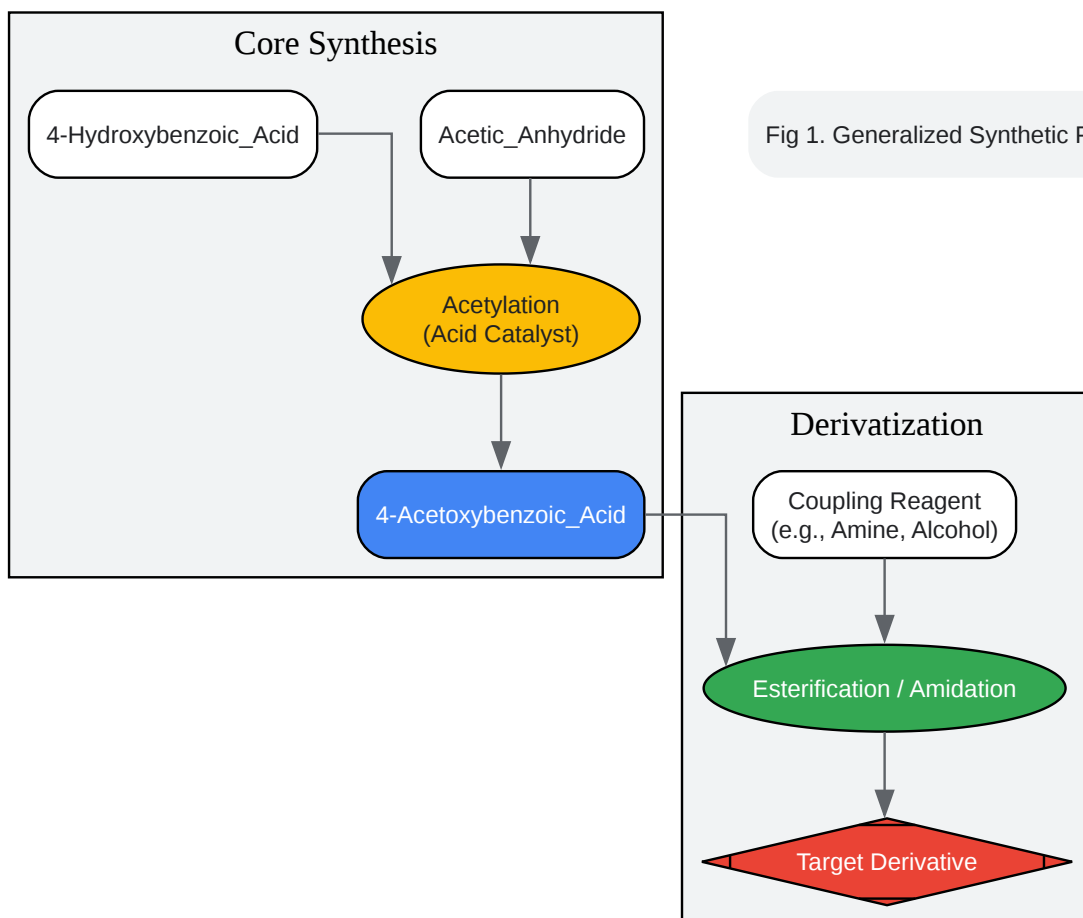 Core Synthesis
4-Hydroxybenzoic_Acid
Acetic_Anhydride
Fig 1. Generalized Synthetic
Acetylation
(Acid Catalyst)
4-Acetoxybenzoic_Acid
Derivatization
Coupling Reagent
(e.g., Amine, Alcohol)
Esterification / Amidation
Target Derivative